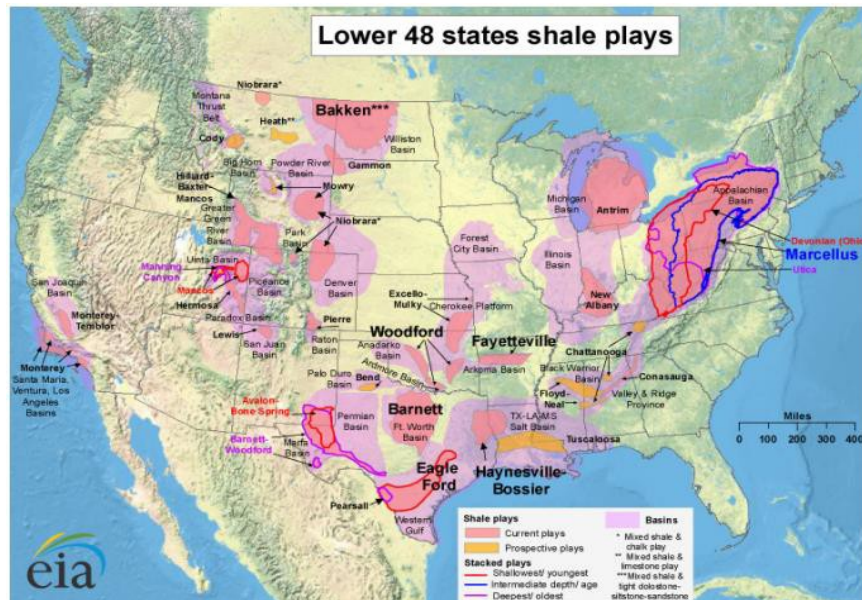 Lower 48 states shale plays
Niobrara*
Montana
Thrust
Belt
Bakken***
Heath**
Cody
Williston
Basin
Big Horn
Basin
Powder River
Basin
Gammon
Hilliard-
Baxter
Mancos
Mowry
Greater
Green
River
Basin
Niobrara*
Park
Basin
Michigan
Basin
Antrim
Appalachian
Basin
Devonian (Ohio)
Marcellus
Utica
Forest
City Basin
Illinois
Basin
Uinta Basin
Manning
Canyon
Mancos
Piceance
Basin
Denver
Basin
San Joaquin
Basin
Hermosa
Paradox Basin
Excello-
Mulky
Cherokee Platform
New
Albany
Monterey-
Temblor
Lewis
San Juan
Basin
Pierre
Raton
Basin
Woodford
Anadarko
Basin
Fayetteville
Chattanooga
Monterey
Santa Maria,
Ventura, Los
Angeles
Basins
Palo Duro
Basin
Bend
Ardmore Basin
Arkoma Basin
Black Warrior
Basin
Conasauga
Floyd-
Neal
Valley & Ridge
Province
Avalon-
Bone Spring
Permian
Basin
Barnett
Ft. Worth
Basin
TX-LA-MS
Salt Basin
Tuscaloosa
Barnett-
Woodford
Marfa
Basin
Eagle
Ford
Haynesville-
Bossier
Pearsall
Western
Gulf
Miles
0 100 200 300 400
Shale plays
Current plays
Prospective plays
Stacked plays
Shallowest/ youngest
Intermediate depth/ age
Deepest/ oldest
Basins
* Mixed shale &
chalk play
** Mixed shale &
limestone play
***Mixed shale &
tight dolostone-
siltstone-sandstone
eia